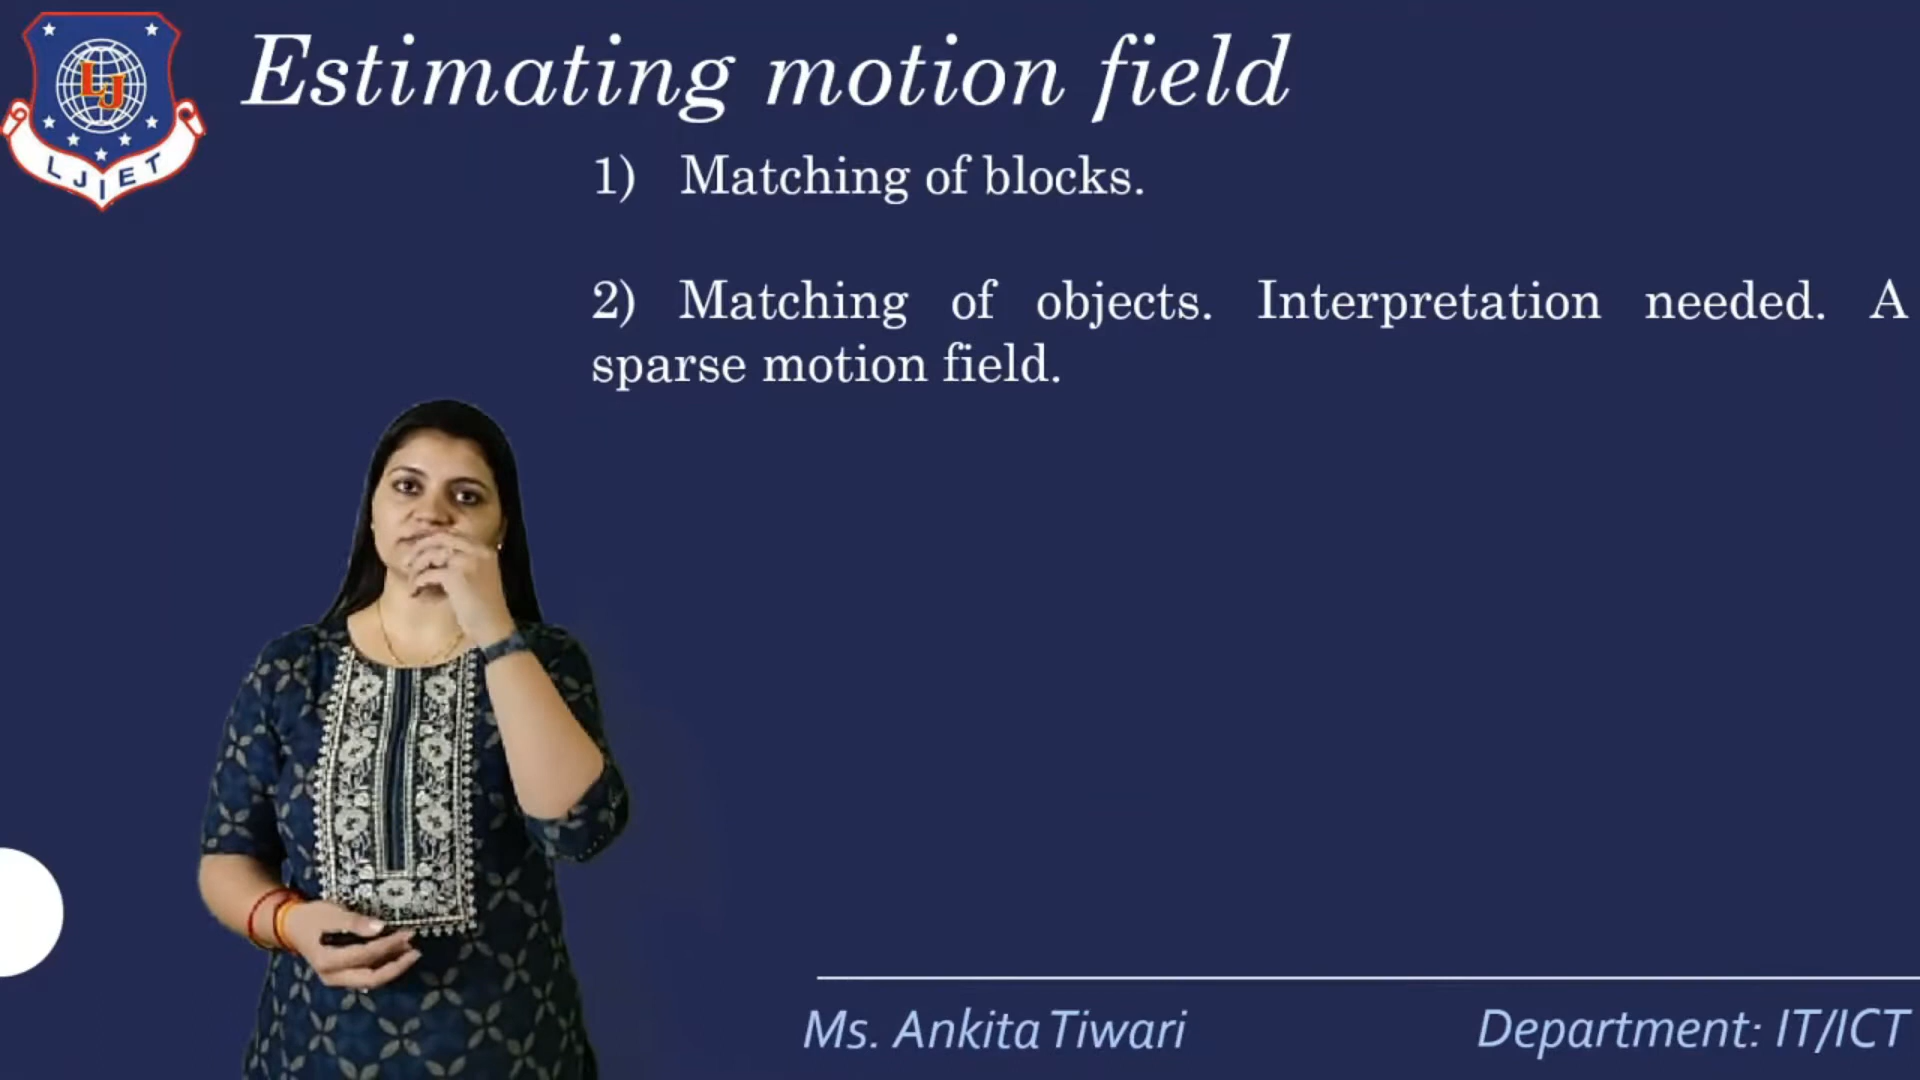 LJ
LJIET
Estimating motion field
1) Matching of blocks.
2) Matching of objects. Interpretation needed. A
sparse motion field.
Ms. Ankita Tiwari
Department: IT/ICT